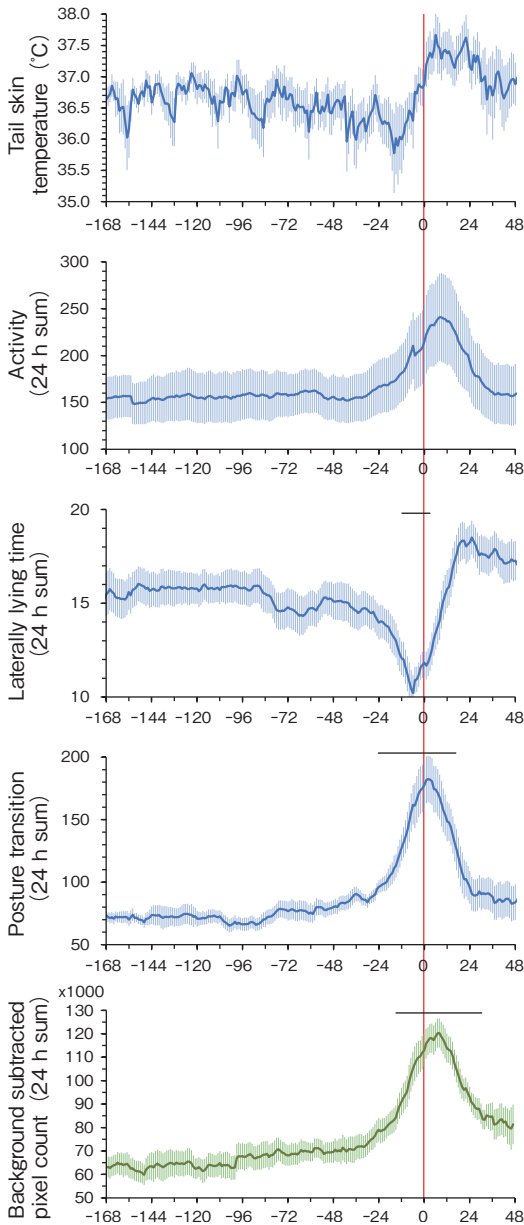 Tail skin
temperature (°C)
38.0
37.5
37.0
36.5
36.0
35.5
35.0
-168 -144 -120 -96 -72 -48 -24 0 24 48
Activity
(24 h sum)
300
250
200
150
100
-168 -144 -120 -96 -72 -48 -24 0 24 48
Laterally lying time
(24 h sum)
20
15
10
-168 -144 -120 -96 -72 -48 -24 0 24 48
Posture transition
(24 h sum)
200
150
100
50
-168 -144 -120 -96 -72 -48 -24 0 24 48
Background subtracted
pixel count (24 h sum)
x1000
130
120
110
100
90
80
70
60
50
-168 -144 -120 -96 -72 -48 -24 0 24 48